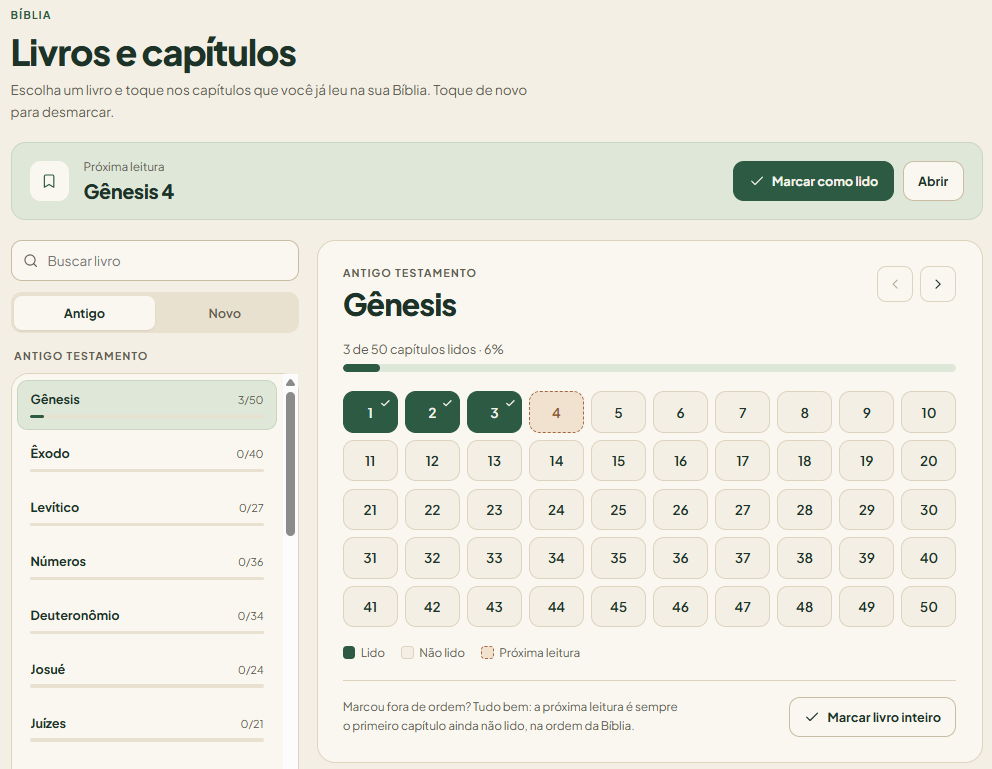 BÍBLIA
Livros e capítulos
Escolha um livro e toque nos capítulos que você já leu na sua Bíblia. Toque de novo
para desmarcar.
Próxima leitura
Gênesis 4
Marcar como lido
Abrir
Buscar livro
Antigo
Novo
ANTIGO TESTAMENTO
Gênesis 3/50
Êxodo 0/40
Levítico 0/27
Números 0/36
Deuteronômio 0/34
Josué 0/24
Juízes 0/21
ANTIGO TESTAMENTO
Gênesis
3 de 50 capítulos lidos · 6%
1 2 3 4 5 6 7 8 9 10
11 12 13 14 15 16 17 18 19 20
21 22 23 24 25 26 27 28 29 30
31 32 33 34 35 36 37 38 39 40
41 42 43 44 45 46 47 48 49 50
Lido Não lido Próxima leitura
Marcou fora de ordem? Tudo bem: a próxima leitura é sempre
o primeiro capítulo ainda não lido, na ordem da Bíblia.
Marcar livro inteiro